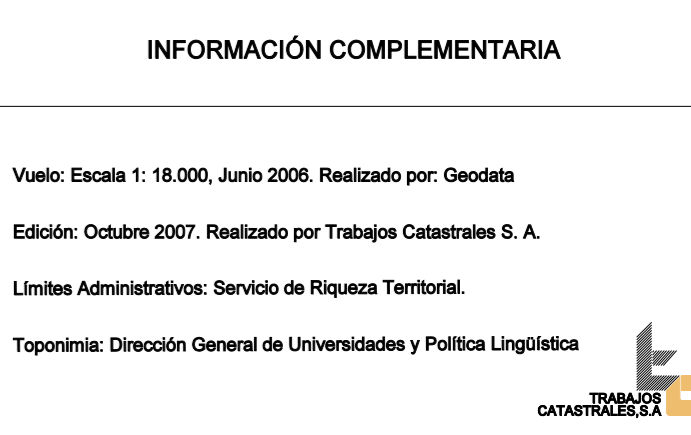 INFORMACIÓN COMPLEMENTARIA
Vuelo: Escala 1: 18.000, Junio 2006. Realizado por: Geodata
Edición: Octubre 2007. Realizado por Trabajos Catastrales S. A.
Límites Administrativos: Servicio de Riqueza Territorial.
Toponimia: Dirección General de Universidades y Política Lingüística
TRABAJOS
CATASTRALES,S.A